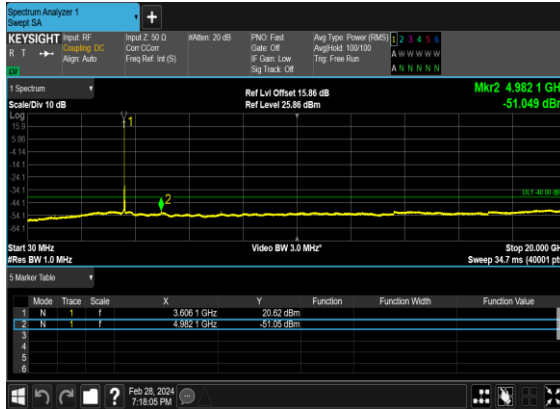 Spectrum Analyzer 1
Swept SA
+
KEYSIGHT Input: RF Input Z: 50 Ω #Atten: 20 dB PNO: Fast Avg Type: Power (RMS) 1 2 3 4 5 6
R T Coupling: DC Corr CCorr Gate: Off Avg|Hold: 100/100 A W W W W W
Align: Auto Freq Ref: Int (S) IF Gain: Low Trig: Free Run
LU Sig Track: Off A N N N N N
1 Spectrum Ref Lvl Offset 15.86 dB Mkr2 4.982 1 GH
Scale/Div 10 dB Ref Level 25.86 dBm -51.049 dB
Log
15.9
5.86
-4.14
-14.1
-24.1
-34.1
-44.1
-54.1
-64.1
1
2
Start 30 MHz Video BW 3.0 MHz* Stop 20.000 G
#Res BW 1.0 MHz Sweep 34.7 ms (40001 pt
5 Marker Table
Mode Trace Scale X Y Function Function Width Function Value
1 N 1 f 3.606 1 GHz 20.62 dBm
2 N 1 f 4.982 1 GHz -51.05 dBm
3
4
5
6
? Feb 28, 2024
7:18:05 PM